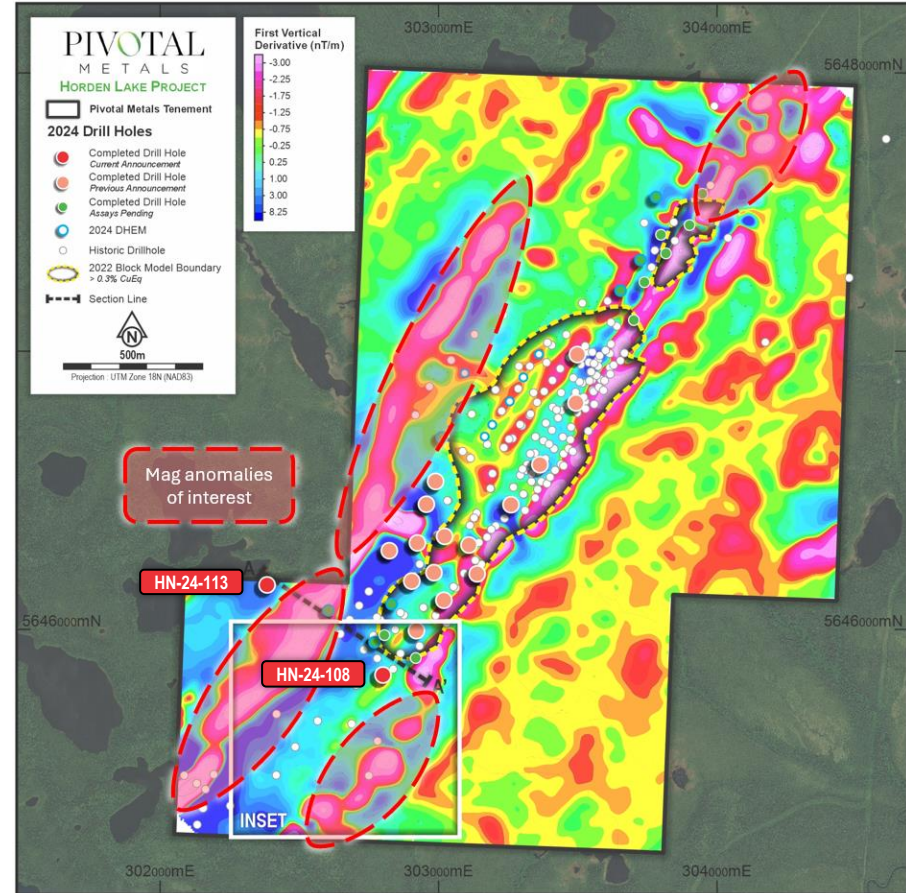 303000mE
304000mE
5648000mN
PIVOTAL
METALS
HORDEN LAKE PROJECT
Pivotal Metals Tenement
2024 Drill Holes
Completed Drill Hole
Current Announcement
Completed Drill Hole
Previous Announcement
Completed Drill Hole
Assays Pending
2024 DHEM
Historic Drillhole
2022 Block Model Boundary
> 0.3% CuEq
Section Line
N
500m
Projection : UTM Zone 18N (NAD83)
First Vertical
Derivative (nT/m)
-3.00
-2.25
-1.75
-1.25
-0.75
0.25
0.25
1.00
3.00
8.25
Mag anomalies
of interest
A
HN-24-113
5646000mN
5646000mN
HN-24-108
A'
INSET
302000mE
303000mE
304000mE